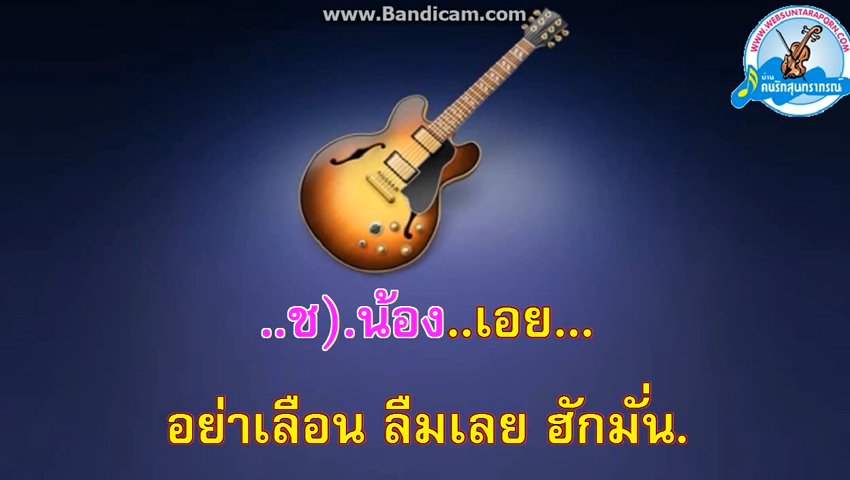 www.Bandicam.com
WWW.WEBSUNTARAPORN.COM
บ้าน
คนรักสุนทราภรณ์
..ช).น้อง..เอย...
อย่าเลือน ลืมเลย ฮักมั่น.